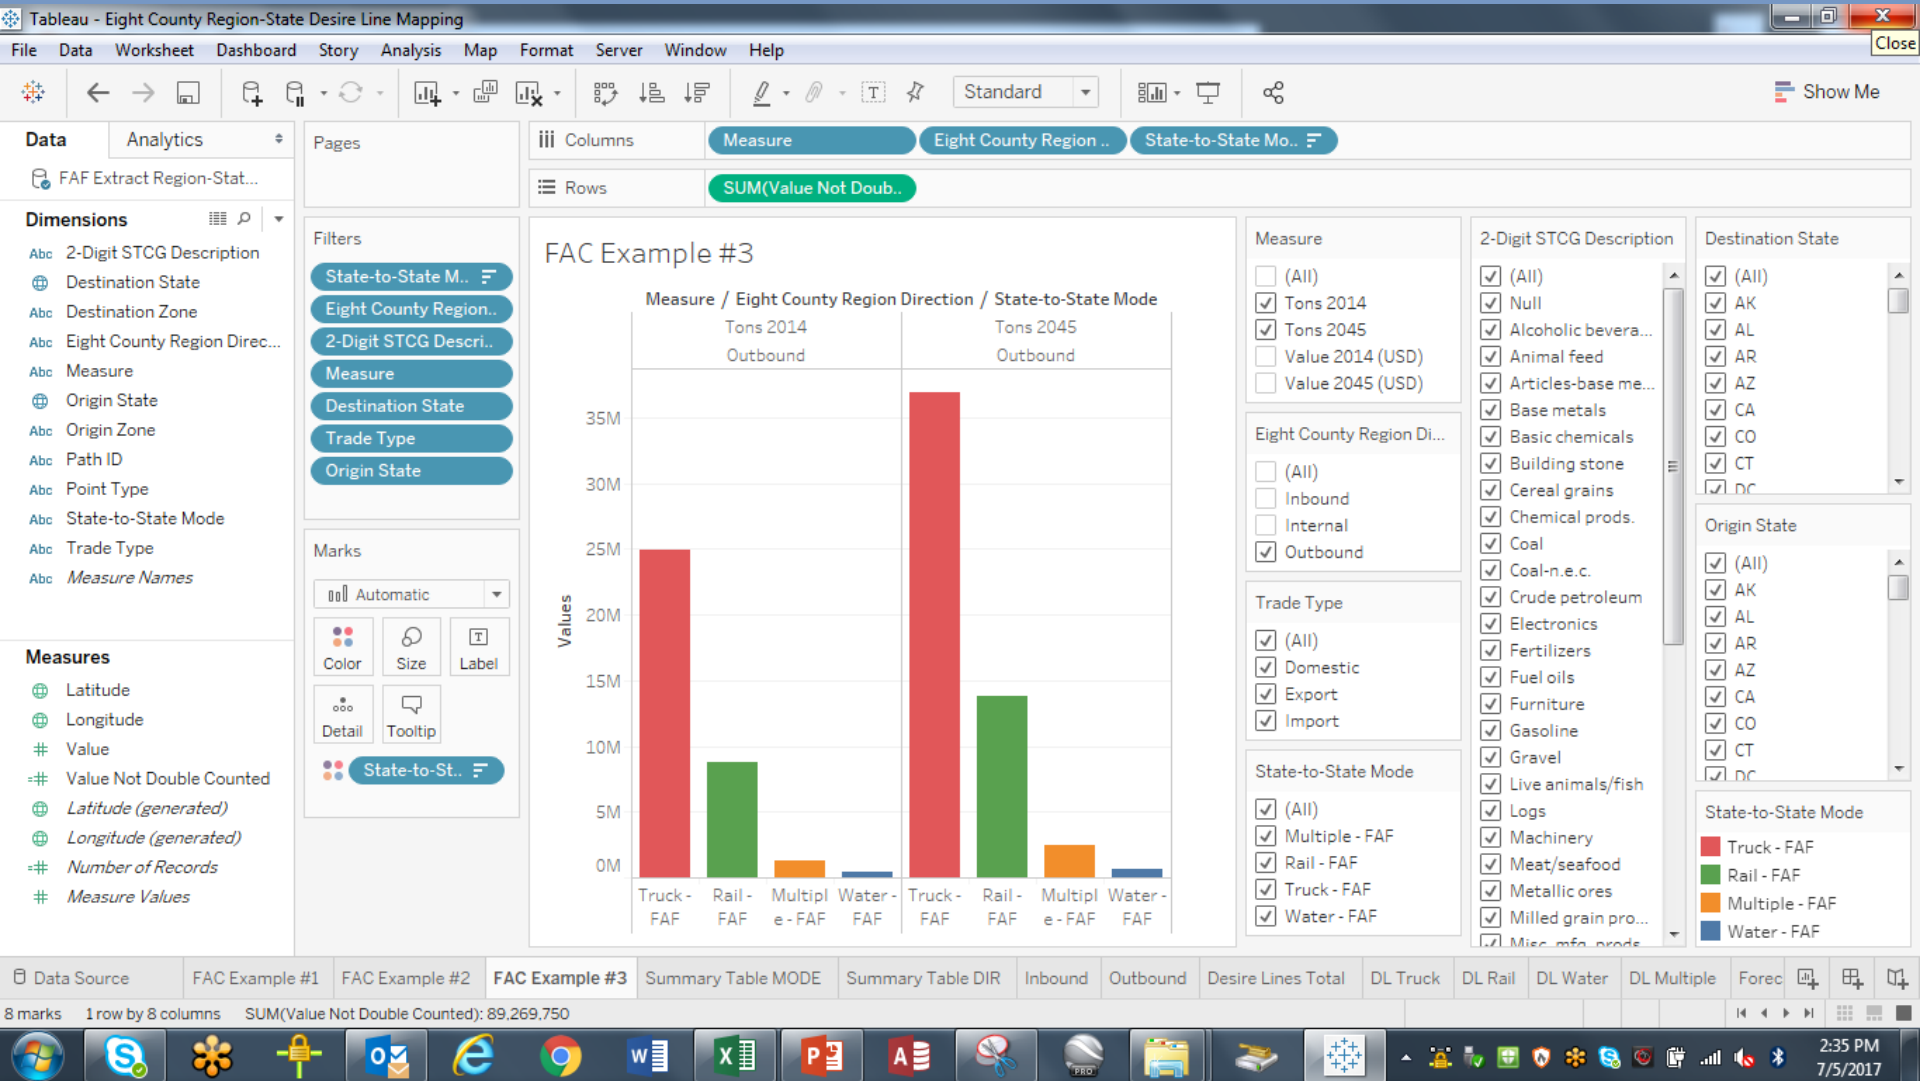 Tableau - Eight County Region-State Desire Line Mapping
Close
File Data Worksheet Dashboard Story Analysis Map Format Server Window Help
Standard
Show Me
Data Analytics
FAF Extract Region-Stat...
Dimensions
Abc 2-Digit STCG Description
Destination State
Abc Destination Zone
Abc Eight County Region Direc...
Abc Measure
Origin State
Abc Origin Zone
Abc Path ID
Abc Point Type
Abc State-to-State Mode
Abc Trade Type
Abc Measure Names
Measures
Latitude
Longitude
# Value
=# Value Not Double Counted
Latitude (generated)
Longitude (generated)
=# Number of Records
# Measure Values
Pages
Filters
State-to-State M..
Eight County Region..
2-Digit STCG Descri..
Measure
Destination State
Trade Type
Origin State
Marks
Automatic
Color Size Label
Detail Tooltip
State-to-St..
Columns Measure Eight County Region .. State-to-State Mo..
Rows SUM(Value Not Doub..
FAC Example #3
Measure / Eight County Region Direction / State-to-State Mode
Tons 2014 Tons 2045
Outbound Outbound
Values
35M
30M
25M
20M
15M
10M
5M
0M
Truck - Rail - Multipl Water - Truck - Rail - Multipl Water -
FAF FAF e - FAF FAF FAF FAF e - FAF FAF
Measure
(All)
Tons 2014
Tons 2045
Value 2014 (USD)
Value 2045 (USD)
Eight County Region Di...
(All)
Inbound
Internal
Outbound
Trade Type
(All)
Domestic
Export
Import
State-to-State Mode
(All)
Multiple - FAF
Rail - FAF
Truck - FAF
Water - FAF
2-Digit STCG Description
(All)
Null
Alcoholic bevera...
Animal feed
Articles-base me...
Base metals
Basic chemicals
Building stone
Cereal grains
Chemical prods.
Coal
Coal-n.e.c.
Crude petroleum
Electronics
Fertilizers
Fuel oils
Furniture
Gasoline
Gravel
Live animals/fish
Logs
Machinery
Meat/seafood
Metallic ores
Milled grain pro...
Misc. mfg. prods
Destination State
(All)
AK
AL
AR
AZ
CA
CO
CT
DC
Origin State
(All)
AK
AL
AR
AZ
CA
CO
CT
DC
State-to-State Mode
Truck - FAF
Rail - FAF
Multiple - FAF
Water - FAF
Data Source FAC Example #1 FAC Example #2 FAC Example #3 Summary Table MODE Summary Table DIR Inbound Outbound Desire Lines Total DL Truck DL Rail DL Water DL Multiple Forec
8 marks 1 row by 8 columns SUM(Value Not Double Counted): 89,269,750
PRO
2:35 PM
7/5/2017